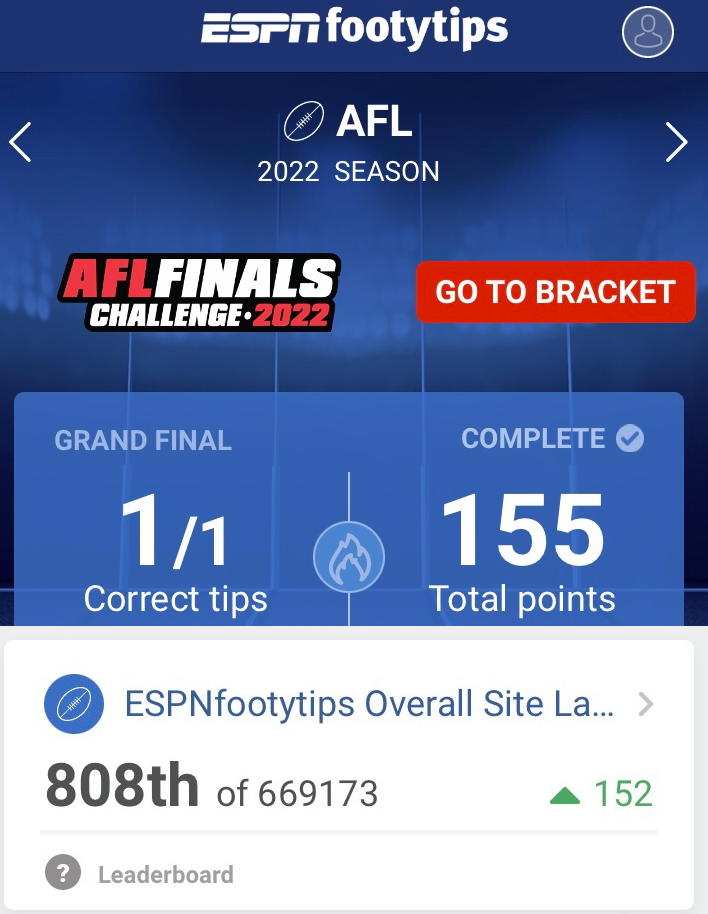 ESPN footytips
AFL
2022 SEASON
AFL FINALS
CHALLENGE•2022
GO TO BRACKET
GRAND FINAL
COMPLETE
1/1
155
Correct tips
Total points
ESPNfootytips Overall Site La...
808th of 669173
152
? Leaderboard